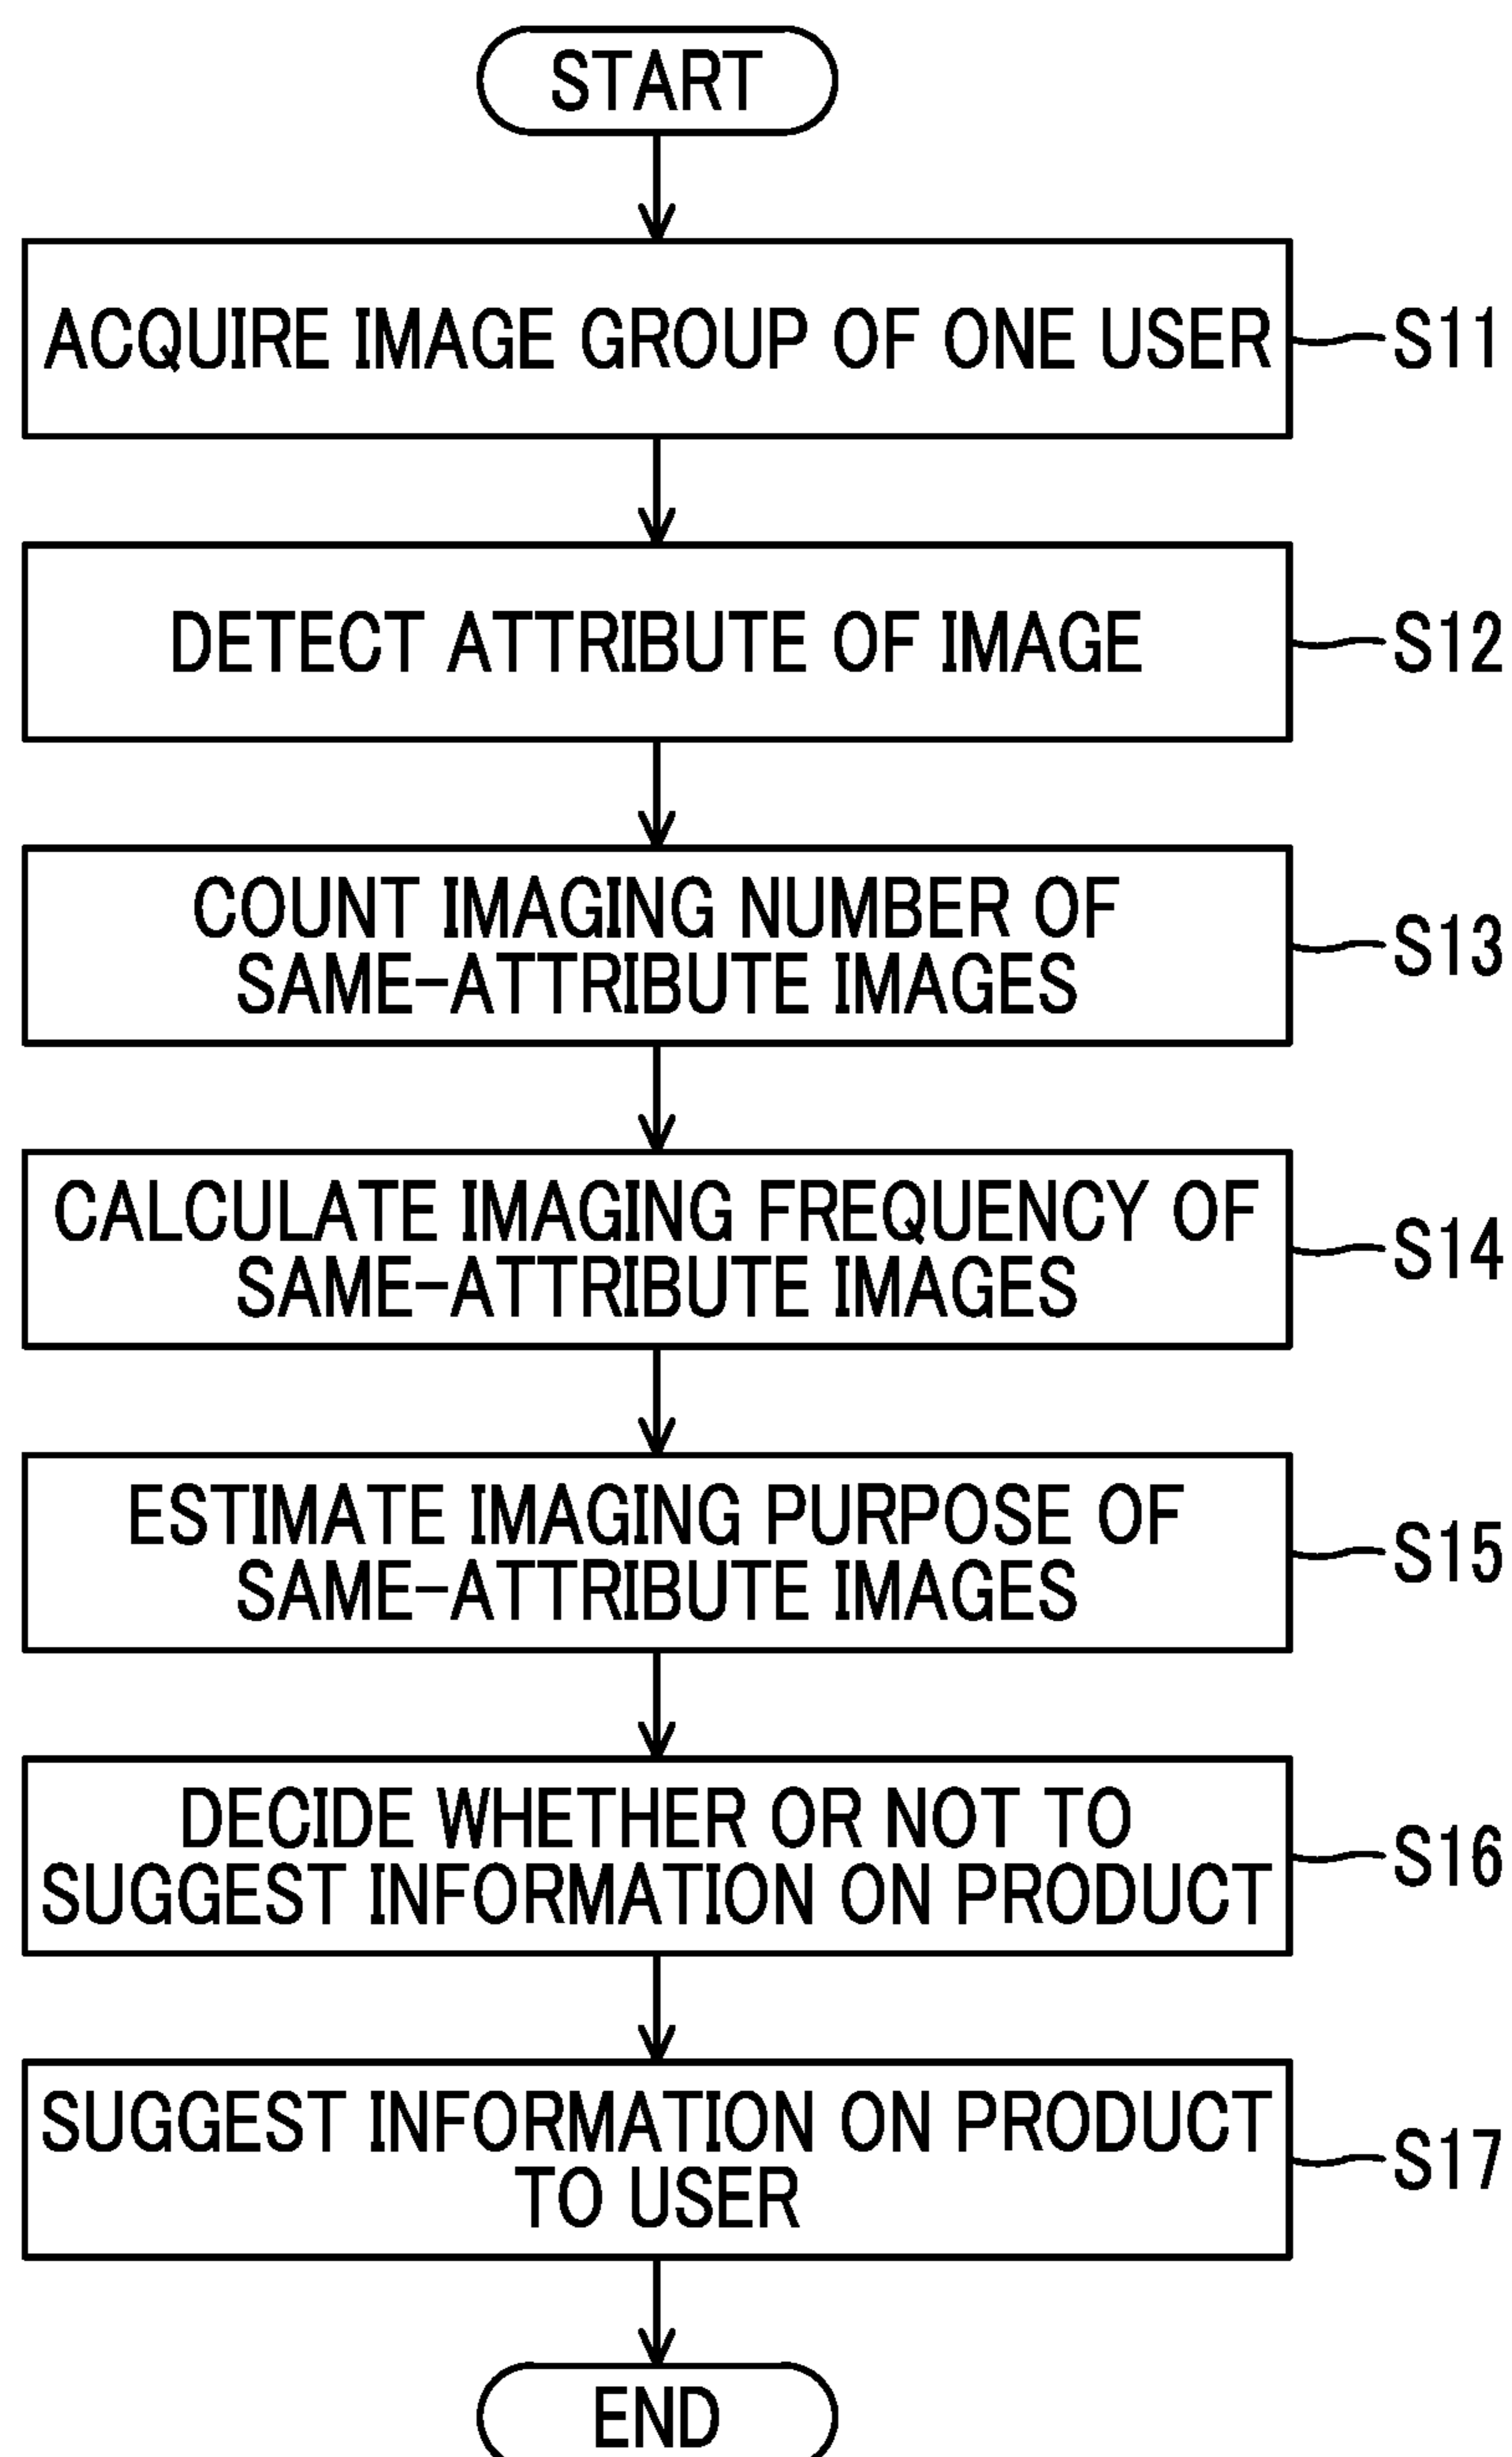 START
ACQUIRE IMAGE GROUP OF ONE USER
S11
DETECT ATTRIBUTE OF IMAGE
S12
COUNT IMAGING NUMBER OF
SAME-ATTRIBUTE IMAGES
S13
CALCULATE IMAGING FREQUENCY OF
SAME-ATTRIBUTE IMAGES
S14
ESTIMATE IMAGING PURPOSE OF
SAME-ATTRIBUTE IMAGES
S15
DECIDE WHETHER OR NOT TO
SUGGEST INFORMATION ON PRODUCT
S16
SUGGEST INFORMATION ON PRODUCT
TO USER
S17
END